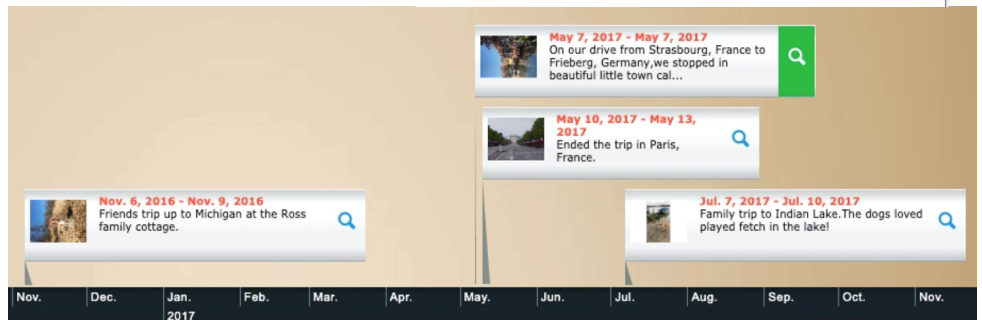 May 7, 2017 - May 7, 2017
On our drive from Strasbourg, France to
Frieberg, Germany,we stopped in
beautiful little town cal...
May 10, 2017 - May 13,
2017
Ended the trip in Paris,
France.
Nov. 6, 2016 - Nov. 9, 2016
Friends trip up to Michigan at the Ross
family cottage.
Jul. 7, 2017 - Jul. 10, 2017
Family trip to Indian Lake.The dogs loved
played fetch in the lake!
Nov. Dec. Jan. Feb. Mar. Apr. May. Jun. Jul. Aug. Sep. Oct. Nov.
2017